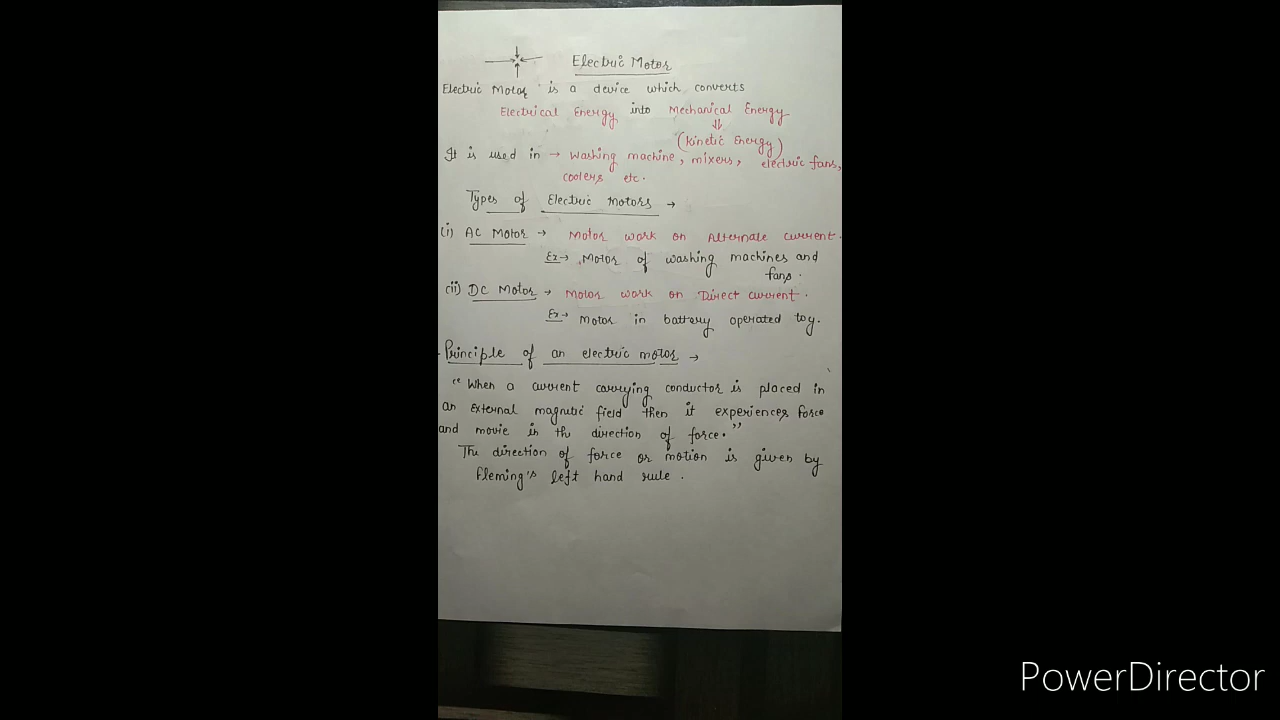 Electric Motor
Electric Motor is a device which converts
Electrical Energy into Mechanical Energy
⇓
(Kinetic Energy)
It is used in → washing machine, mixers, electric fans,
coolers etc.
Types of Electric Motors →
(i) AC Motor → Motor work on Alternate current.
Ex→ Motor of washing machines and
fans.
(ii) DC Motor → Motor work on Direct current.
Ex→ Motor in battery operated toy.
Principle of an electric motor →
“When a current carrying conductor is placed in
an external magnetic field then it experiences force
and movie in the direction of force.”
The direction of force or motion is given by
Fleming's left hand rule.
PowerDirector